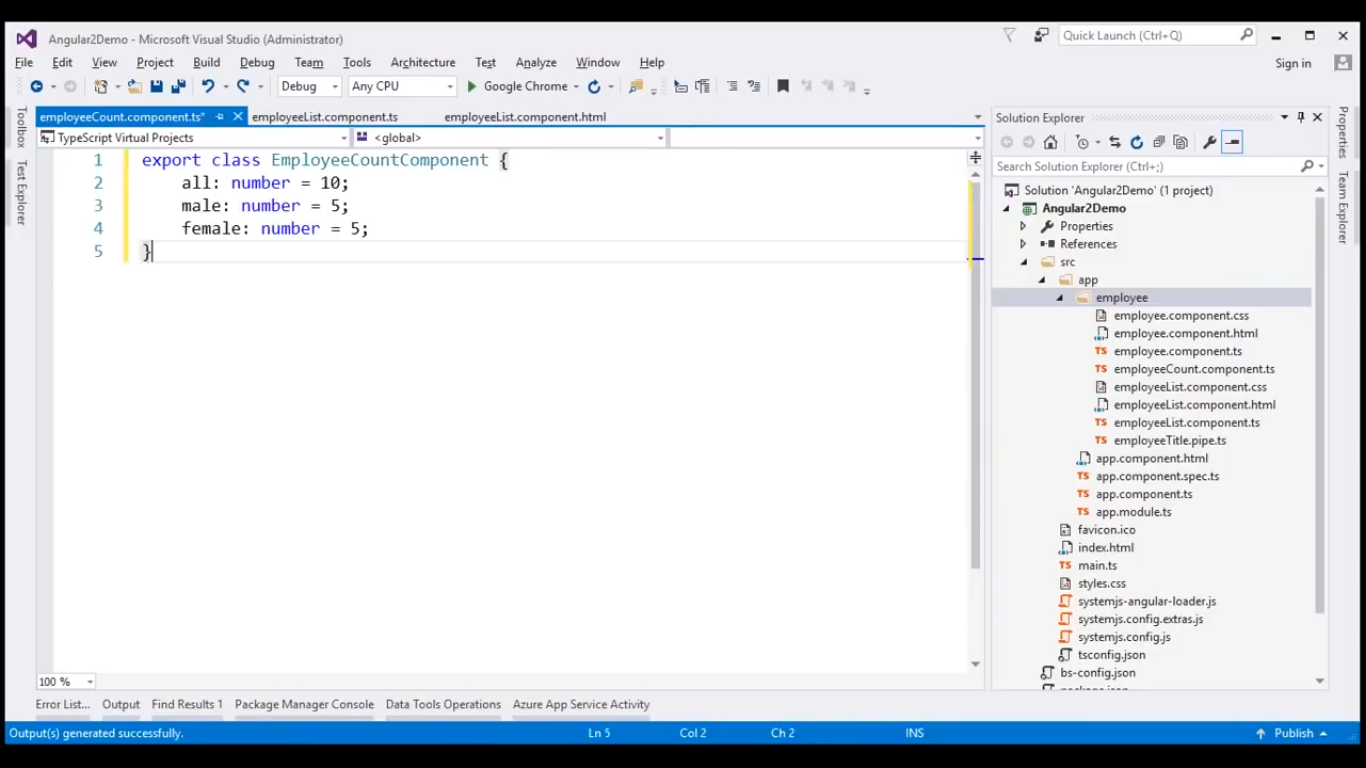 Angular2Demo - Microsoft Visual Studio (Administrator)
Quick Launch (Ctrl+Q)
File Edit View Project Build Debug Team Tools Architecture Test Analyze Window Help
Sign in
Debug Any CPU Google Chrome
Toolbox
Test Explorer
employeeCount.component.ts* employeeList.component.ts employeeList.component.html
TypeScript Virtual Projects <global>
1 export class EmployeeCountComponent {
2 all: number = 10;
3 male: number = 5;
4 female: number = 5;
5 }
100 %
Solution Explorer
Search Solution Explorer (Ctrl+;)
Solution 'Angular2Demo' (1 project)
Angular2Demo
Properties
References
src
app
employee
employee.component.css
employee.component.html
TS employee.component.ts
TS employeeCount.component.ts
employeeList.component.css
employeeList.component.html
TS employeeList.component.ts
TS employeeTitle.pipe.ts
app.component.html
TS app.component.spec.ts
TS app.component.ts
TS app.module.ts
favicon.ico
index.html
TS main.ts
styles.css
systemjs-angular-loader.js
systemjs.config.extras.js
systemjs.config.js
tsconfig.json
bs-config.json
Properties
Team Explorer
Error List... Output Find Results 1 Package Manager Console Data Tools Operations Azure App Service Activity
Output(s) generated successfully. Ln 5 Col 2 Ch 2 INS Publish